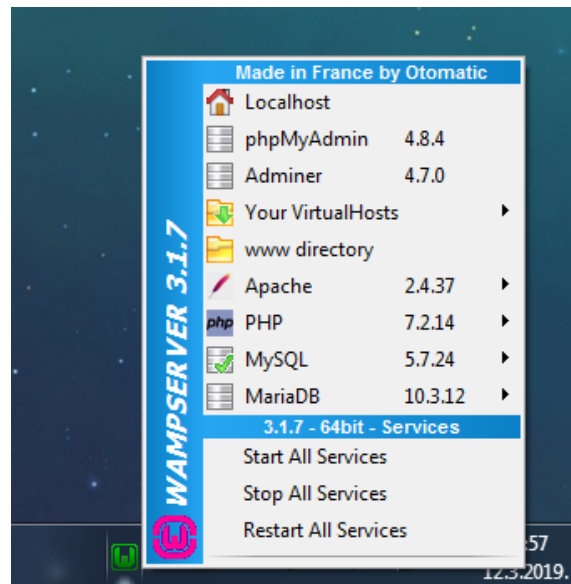 Made in France by Otomatic
Localhost
phpMyAdmin 4.8.4
Adminer 4.7.0
Your VirtualHosts
www directory
Apache 2.4.37
php PHP 7.2.14
MySQL 5.7.24
MariaDB 10.3.12
3.1.7 - 64bit - Services
Start All Services
Stop All Services
Restart All Services
WAMPSERVER 3.1.7
:57
12.3.2019.